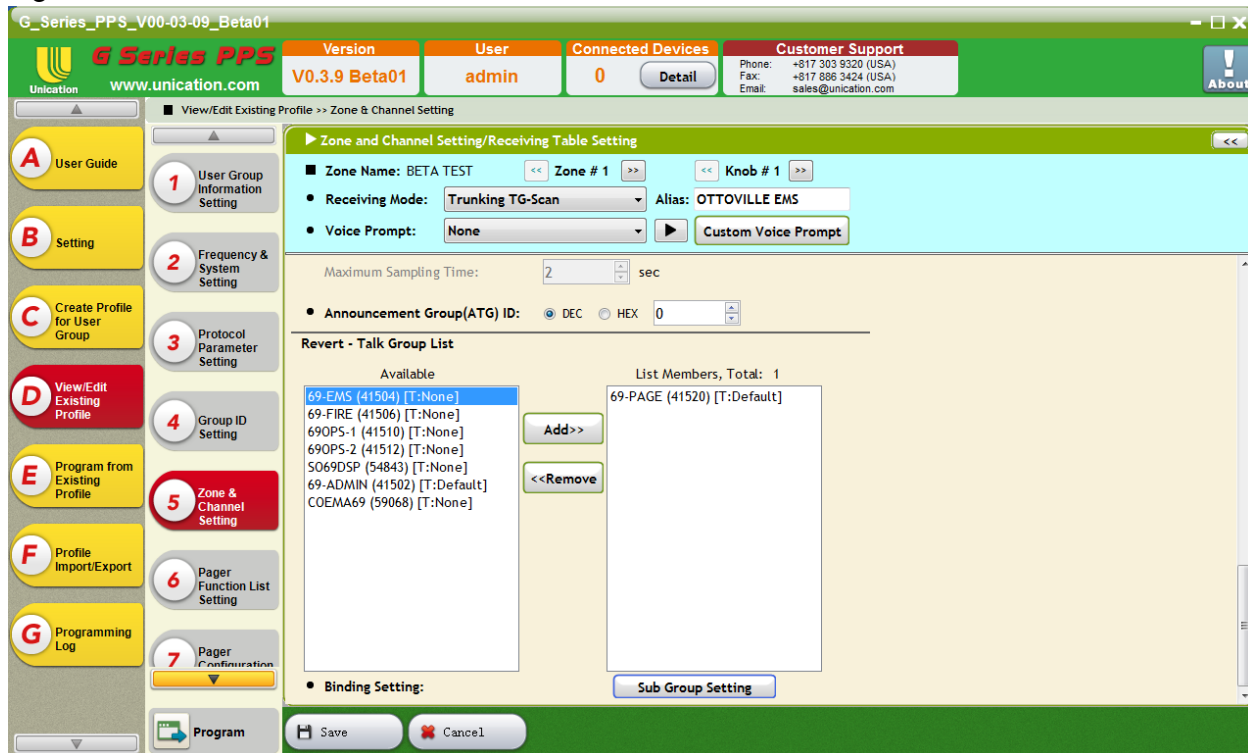 G_Series_PPS_V00-03-09_Beta01
Unication
G Series PPS
www.unication.com
Version
V0.3.9 Beta01
User
admin
Connected Devices
0
Detail
Customer Support
Phone: +817 303 9320 (USA)
Fax: +817 886 3424 (USA)
Email: sales@unication.com
About
View/Edit Existing Profile >> Zone & Channel Setting
A
User Guide
B
Setting
C
Create Profile
for User
Group
D
View/Edit
Existing
Profile
E
Program from
Existing
Profile
F
Profile
Import/Export
G
Programming
Log
1
User Group
Information
Setting
2
Frequency &
System
Setting
3
Protocol
Parameter
Setting
4
Group ID
Setting
5
Zone &
Channel
Setting
6
Pager
Function List
Setting
7
Pager
Configuration
Program
Zone and Channel Setting/Receiving Table Setting
<<
Zone Name: BETA TEST << Zone # 1 >> << Knob # 1 >>
Receiving Mode: Trunking TG-Scan Alias: OTTOVILLE EMS
Voice Prompt: None Custom Voice Prompt
Maximum Sampling Time: 2 sec
Announcement Group(ATG) ID: DEC HEX 0
Revert - Talk Group List
Available
69-EMS (41504) [T:None]
69-FIRE (41506) [T:None]
69OPS-1 (41510) [T:None]
69OPS-2 (41512) [T:None]
SO69DSP (54843) [T:None]
69-ADMIN (41502) [T:Default]
COEMA69 (59068) [T:None]
Add>>
<<Remove
List Members, Total: 1
69-PAGE (41520) [T:Default]
Binding Setting: Sub Group Setting
Save Cancel